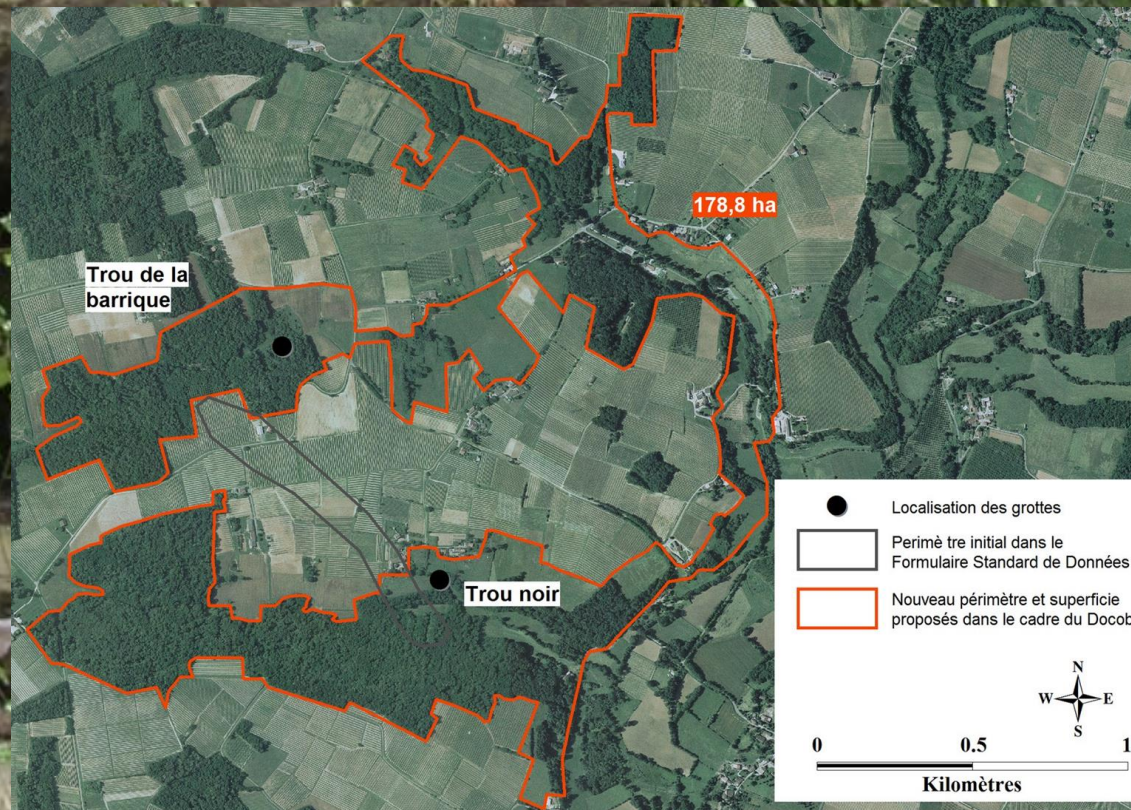 178,8 ha
Trou de la
barrique
Trou noir
Localisation des grottes
Perimè tre initial dans le
Formulaire Standard de Données
Nouveau périmètre et superficie
proposés dans le cadre du Docob
N
W E
S
0 0.5 1
Kilomètres